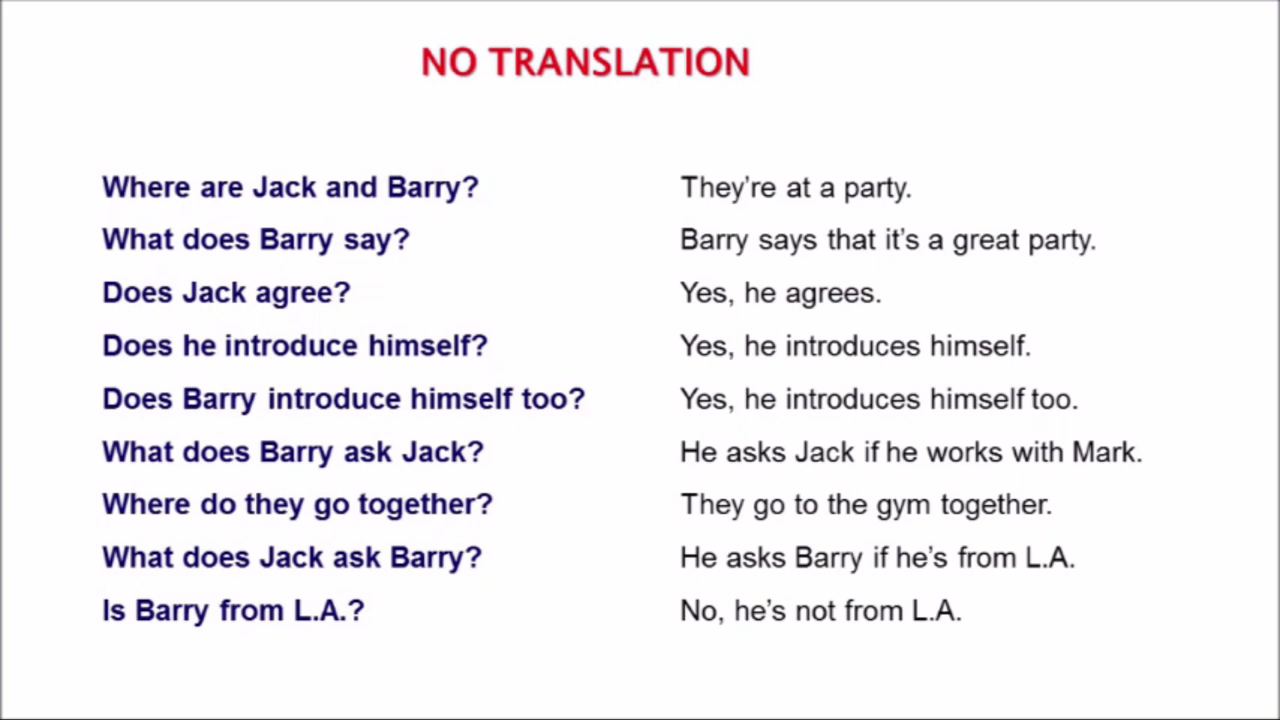 NO TRANSLATION
Where are Jack and Barry? They’re at a party.
What does Barry say? Barry says that it’s a great party.
Does Jack agree? Yes, he agrees.
Does he introduce himself? Yes, he introduces himself.
Does Barry introduce himself too? Yes, he introduces himself too.
What does Barry ask Jack? He asks Jack if he works with Mark.
Where do they go together? They go to the gym together.
What does Jack ask Barry? He asks Barry if he’s from L.A.
Is Barry from L.A.? No, he’s not from L.A.